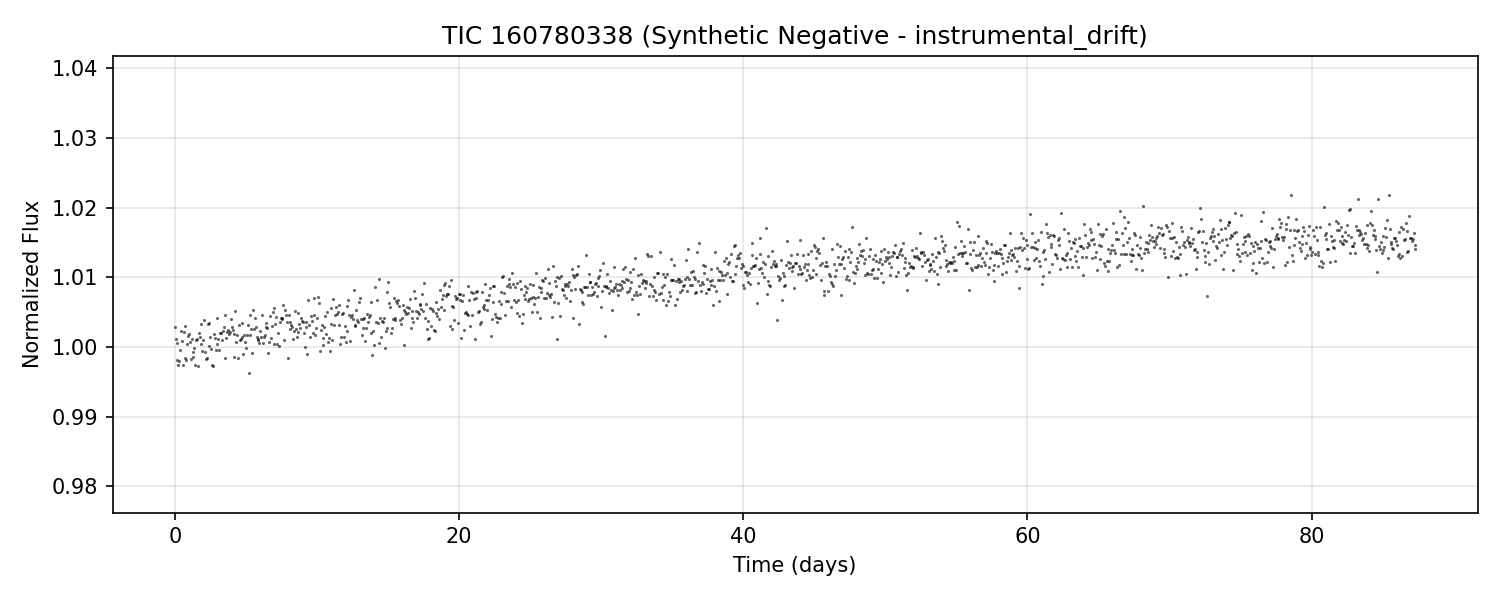 TIC 160780338 (Synthetic Negative - instrumental_drift)
Normalized Flux
1.04
1.03
1.02
1.01
1.00
0.99
0.98
0 20 40 60 80
Time (days)